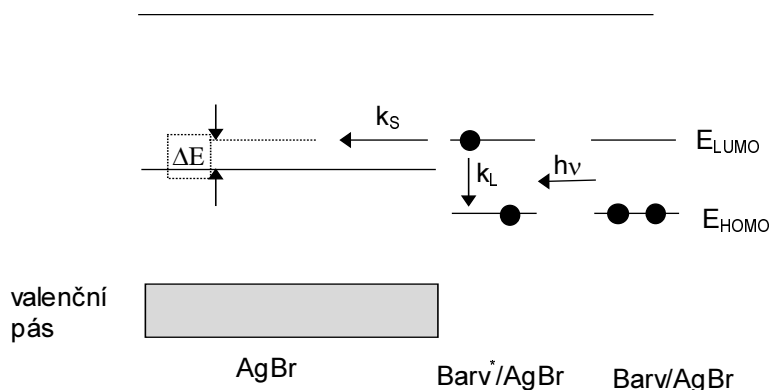 k_S
E_LUMO
ΔE
k_L
hν
E_HOMO
valenční
pás
AgBr
Barv*/AgBr
Barv/AgBr